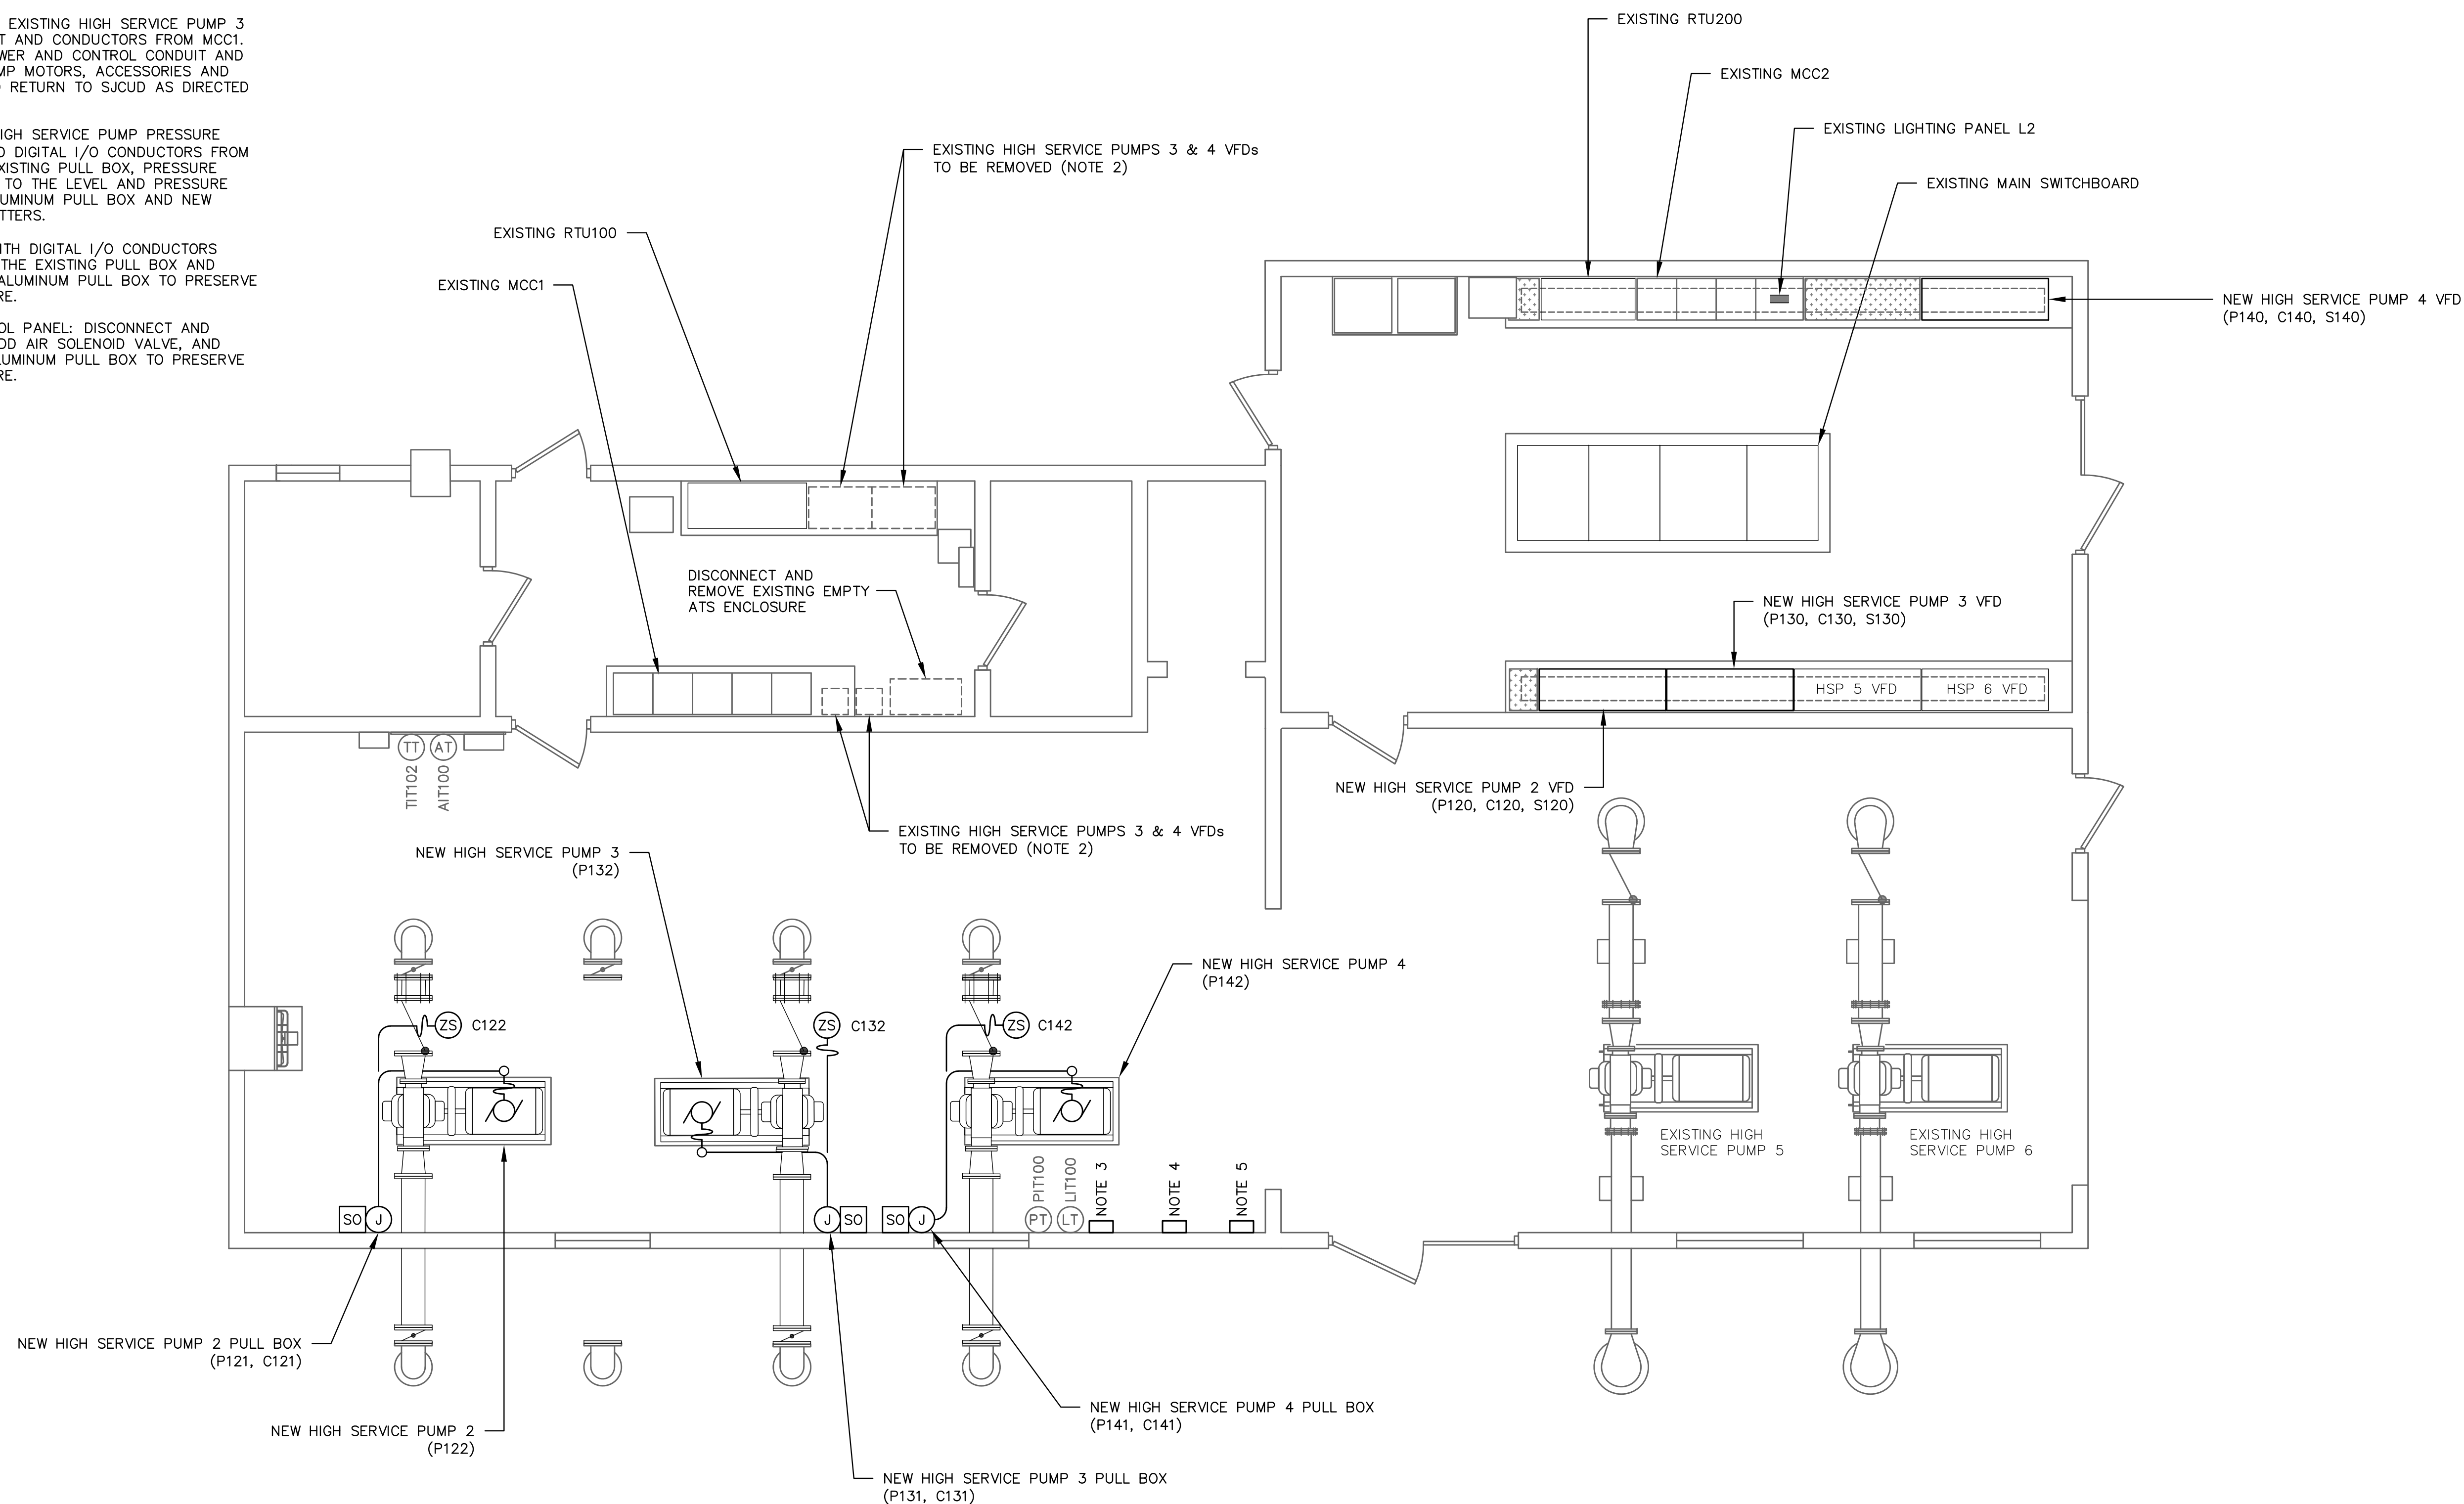 EXISTING HIGH SERVICE PUMP 3
T AND CONDUCTORS FROM MCC1.
WER AND CONTROL CONDUIT AND
MP MOTORS, ACCESSORIES AND
RETURN TO SJCUD AS DIRECTED
IGH SERVICE PUMP PRESSURE
DIGITAL I/O CONDUCTORS FROM
XISTING PULL BOX, PRESSURE
TO THE LEVEL AND PRESSURE
UMINUM PULL BOX AND NEW
TTERS.
ITH DIGITAL I/O CONDUCTORS
THE EXISTING PULL BOX AND
ALUMINUM PULL BOX TO PRESERVE
RE.
OL PANEL: DISCONNECT AND
OD AIR SOLENOID VALVE, AND
LUMINUM PULL BOX TO PRESERVE
RE.
EXISTING RTU200
EXISTING MCC2
EXISTING LIGHTING PANEL L2
EXISTING MAIN SWITCHBOARD
EXISTING HIGH SERVICE PUMPS 3 & 4 VFDs
TO BE REMOVED (NOTE 2)
EXISTING RTU100
EXISTING MCC1
NEW HIGH SERVICE PUMP 4 VFD
(P140, C140, S140)
DISCONNECT AND
REMOVE EXISTING EMPTY
ATS ENCLOSURE
NEW HIGH SERVICE PUMP 3 VFD
(P130, C130, S130)
HSP 5 VFD
HSP 6 VFD
TT
AT
TIT102
AIT100
NEW HIGH SERVICE PUMP 2 VFD
(P120, C120, S120)
EXISTING HIGH SERVICE PUMPS 3 & 4 VFDs
TO BE REMOVED (NOTE 2)
NEW HIGH SERVICE PUMP 3
(P132)
NEW HIGH SERVICE PUMP 4
(P142)
ZS C122
ZS C132
ZS C142
EXISTING HIGH
SERVICE PUMP 5
EXISTING HIGH
SERVICE PUMP 6
PIT100
LIT100
NOTE 3
NOTE 4
NOTE 5
SO J
J SO
SO J
PT
LT
NEW HIGH SERVICE PUMP 2 PULL BOX
(P121, C121)
NEW HIGH SERVICE PUMP 4 PULL BOX
(P141, C141)
NEW HIGH SERVICE PUMP 2
(P122)
NEW HIGH SERVICE PUMP 3 PULL BOX
(P131, C131)